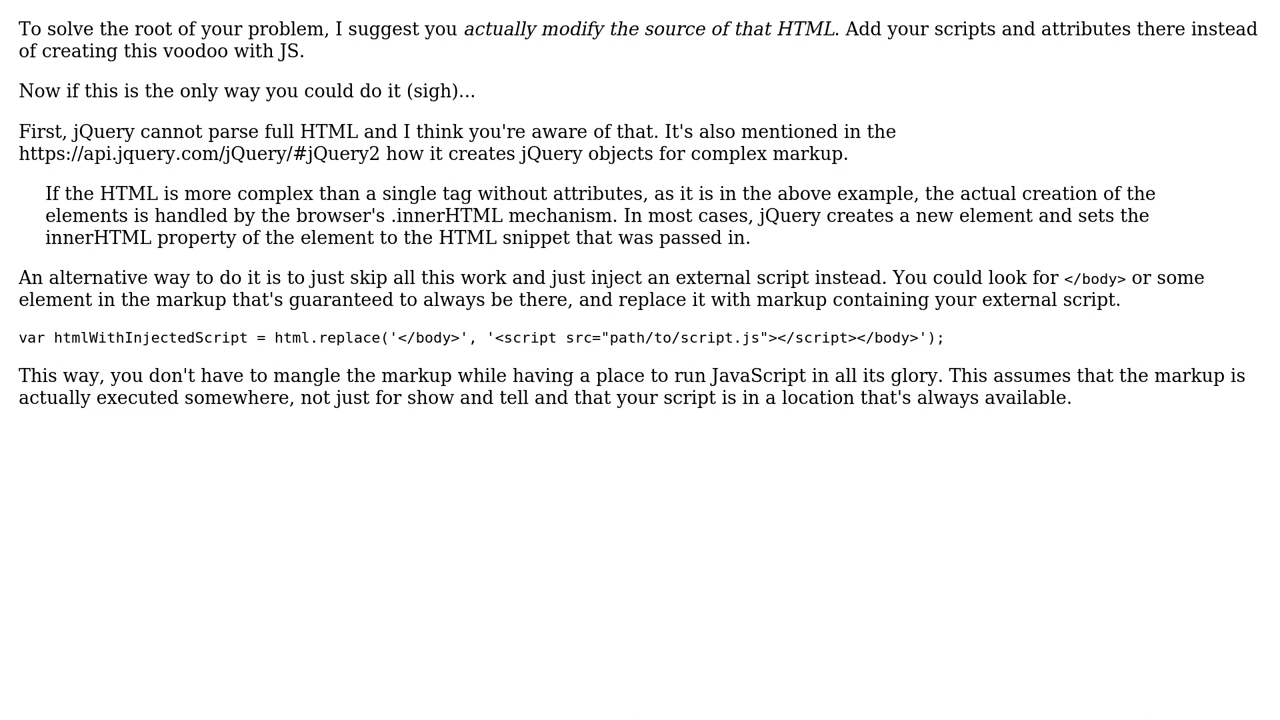 To solve the root of your problem, I suggest you actually modify the source of that HTML. Add your scripts and attributes there instead
of creating this voodoo with JS.
Now if this is the only way you could do it (sigh)...
First, jQuery cannot parse full HTML and I think you're aware of that. It's also mentioned in the
https://api.jquery.com/jQuery/#jQuery2 how it creates jQuery objects for complex markup.
If the HTML is more complex than a single tag without attributes, as it is in the above example, the actual creation of the
elements is handled by the browser's .innerHTML mechanism. In most cases, jQuery creates a new element and sets the
innerHTML property of the element to the HTML snippet that was passed in.
An alternative way to do it is to just skip all this work and just inject an external script instead. You could look for </body> or some
element in the markup that's guaranteed to always be there, and replace it with markup containing your external script.
var htmlWithInjectedScript = html.replace('</body>', '<script src="path/to/script.js"></script></body>');
This way, you don't have to mangle the markup while having a place to run JavaScript in all its glory. This assumes that the markup is
actually executed somewhere, not just for show and tell and that your script is in a location that's always available.